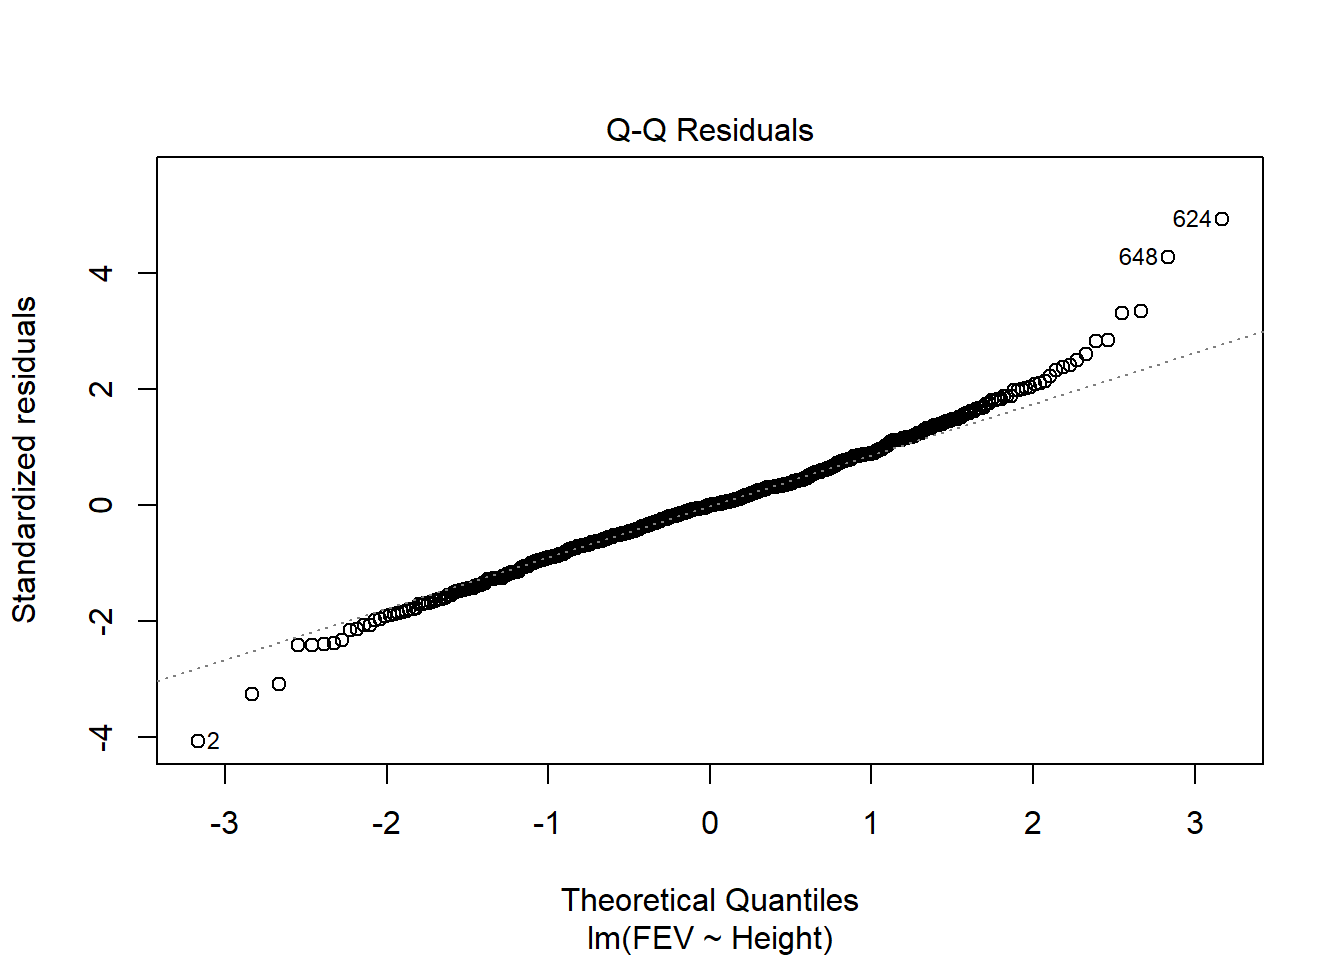 Q-Q Residuals
Standardized residuals
4
2
0
-2
-4
624
648
2
-3 -2 -1 0 1 2 3
Theoretical Quantiles
lm(FEV ~ Height)